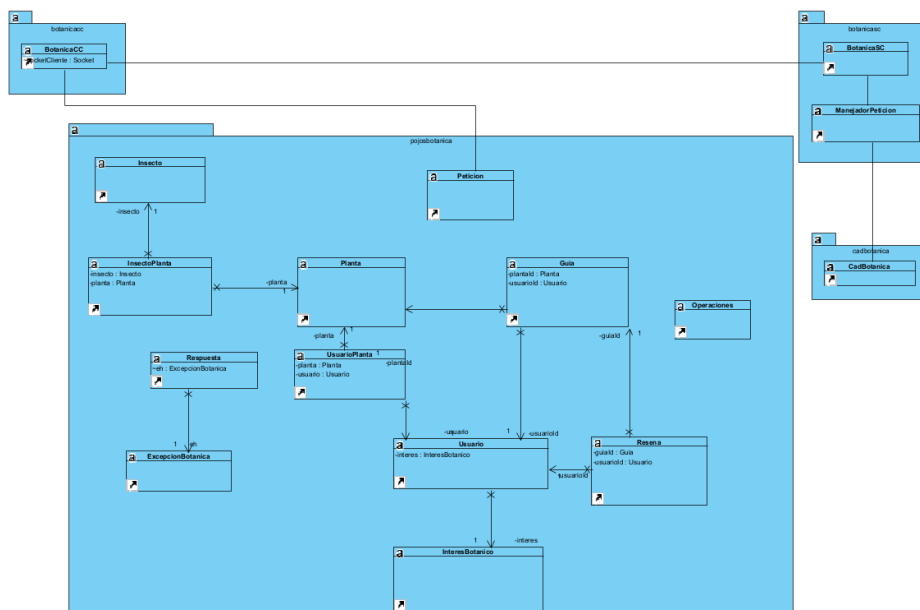 botanicacc
BotanicaCC
-socketCliente : Socket
botanicasc
BotanicaSC
ManejadorPeticion
cadbotanica
CadBotanica
pojosbotanica
Insecto
Peticion
-insecto
1
InsectoPlanta
-insecto : Insecto
-planta : Planta
-planta
1
Planta
Guia
-plantaId : Planta
-usuarioId : Usuario
Operaciones
-planta
1
-guiaId
1
UsuarioPlanta
-planta : Planta
-usuario : Usuario
1
-plantaId
Respuesta
~eh : ExcepcionBotanica
1
-eh
ExcepcionBotanica
-usuario
1
-usuarioId
Usuario
-interes : InteresBotanico
Resena
-guiaId : Guia
-usuarioId : Usuario
1
-usuarioId
1
-interes
InteresBotanico